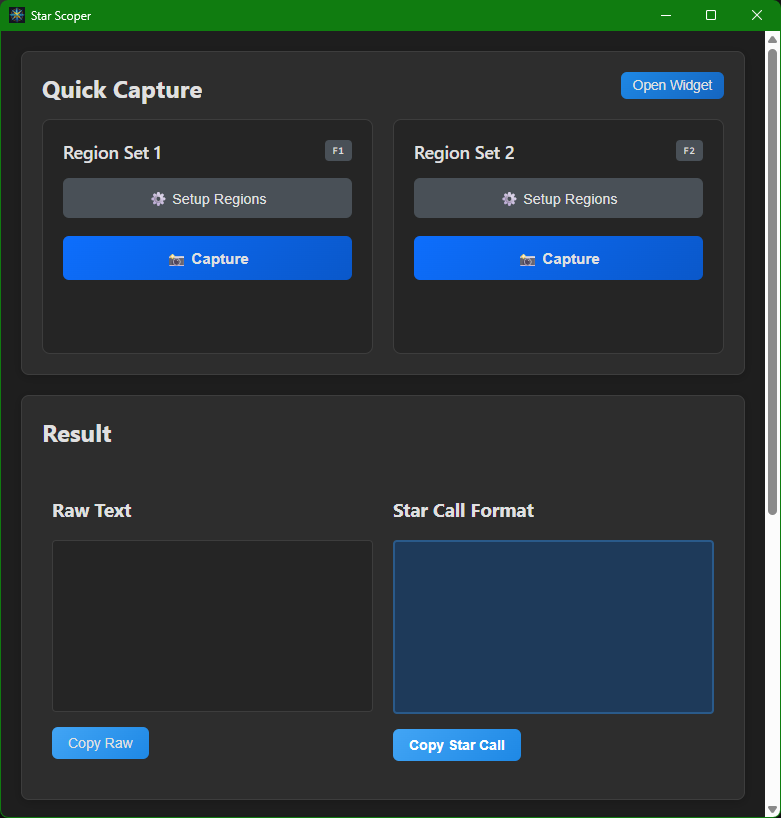 Star Scoper
Quick Capture
Open Widget
Region Set 1
F1
Setup Regions
Capture
Region Set 2
F2
Setup Regions
Capture
Result
Raw Text
Copy Raw
Star Call Format
Copy Star Call